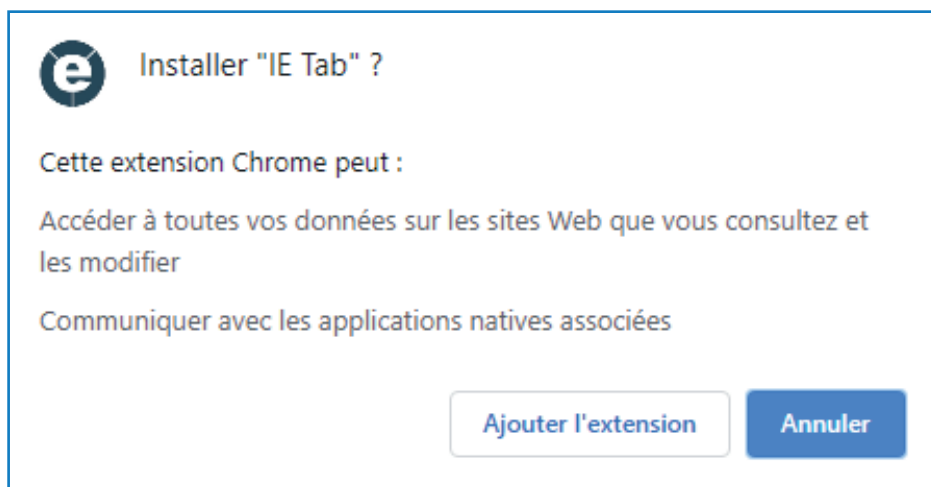 Installer "IE Tab" ?
Cette extension Chrome peut :
Accéder à toutes vos données sur les sites Web que vous consultez et
les modifier
Communiquer avec les applications natives associées
Ajouter l'extension
Annuler